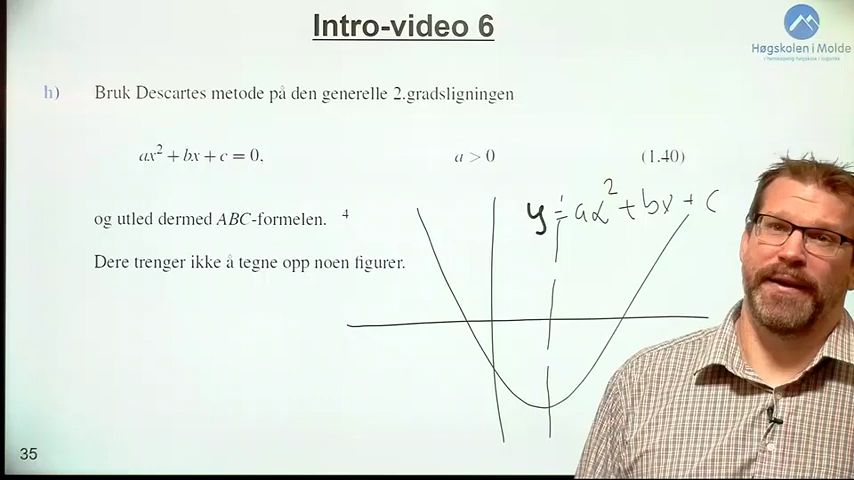 Intro-video 6
Høgskolen i Molde
h) Bruk Descartes metode på den generelle 2.gradsligningen
ax² + bx + c = 0. a > 0 (1.40)
y = ax² + bx + c
og utled dermed ABC-formelen. 4
Dere trenger ikke å tegne opp noen figurer.
35